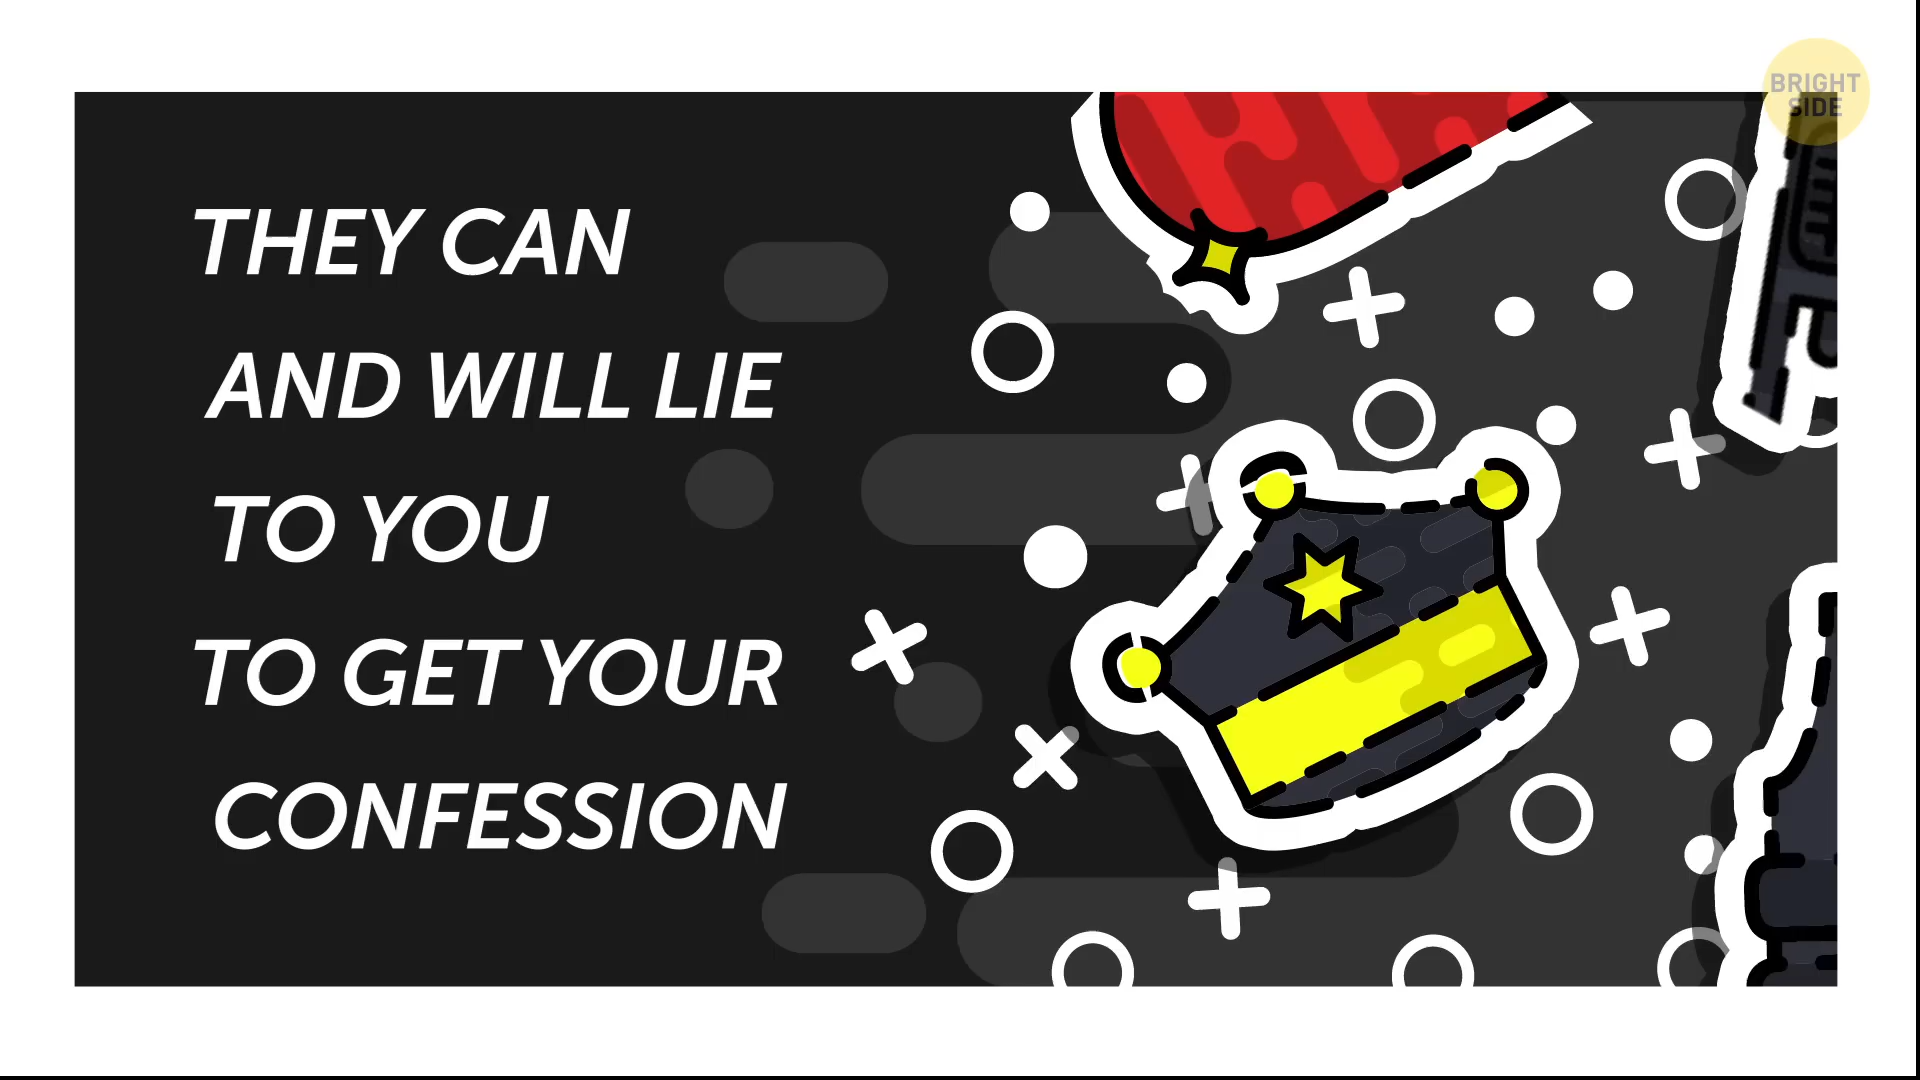 BRIGHT
SIDE
THEY CAN
AND WILL LIE
TO YOU
TO GET YOUR
CONFESSION